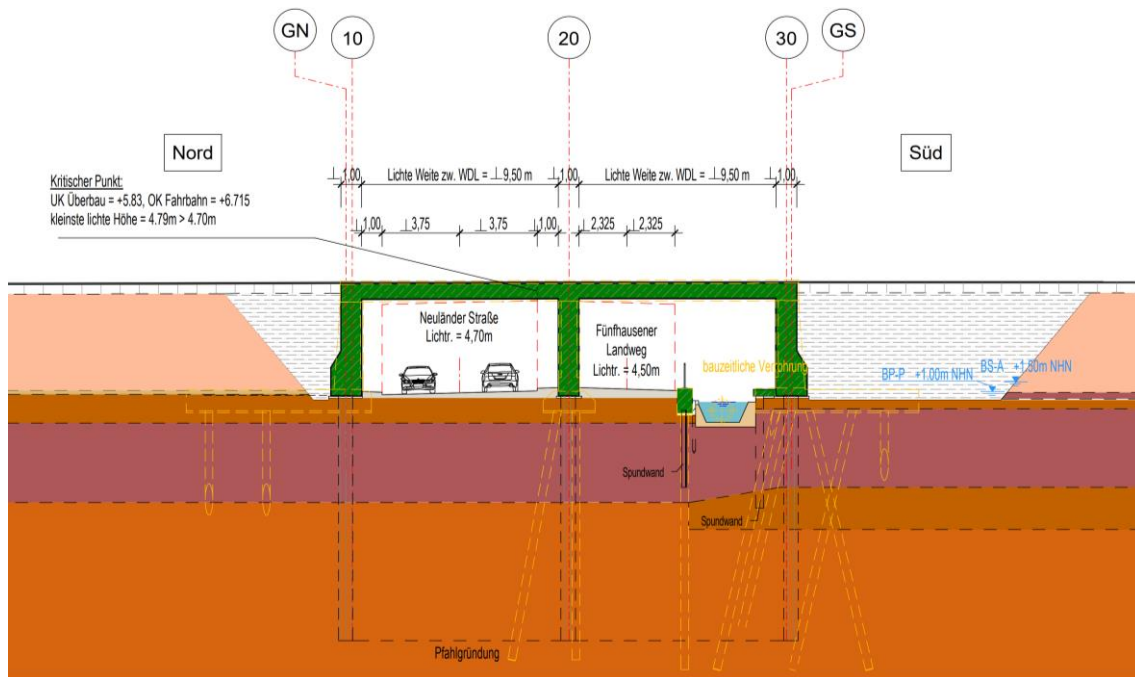 GN
10
20
30
GS
Nord
Süd
Kritischer Punkt:
UK Überbau = +5.83, OK Fahrbahn = +6.715
kleinste lichte Höhe = 4.79m > 4.70m
⊥1,00
Lichte Weite zw. WDL = ⊥9,50 m
⊥1,00
Lichte Weite zw. WDL = ⊥9,50 m
⊥1,00
⊥1,00
⊥3,75
⊥3,75
⊥1,00
⊥2,325
⊥2,325
Neuländer Straße
Lichtr. = 4,70m
Fünfhausener
Landweg
Lichtr. = 4,50m
bauzeitliche Verrohrung
BP-P +1.00m NHN
BS-A +1.50m NHN
Spundwand
Spundwand
Pfahlgründung